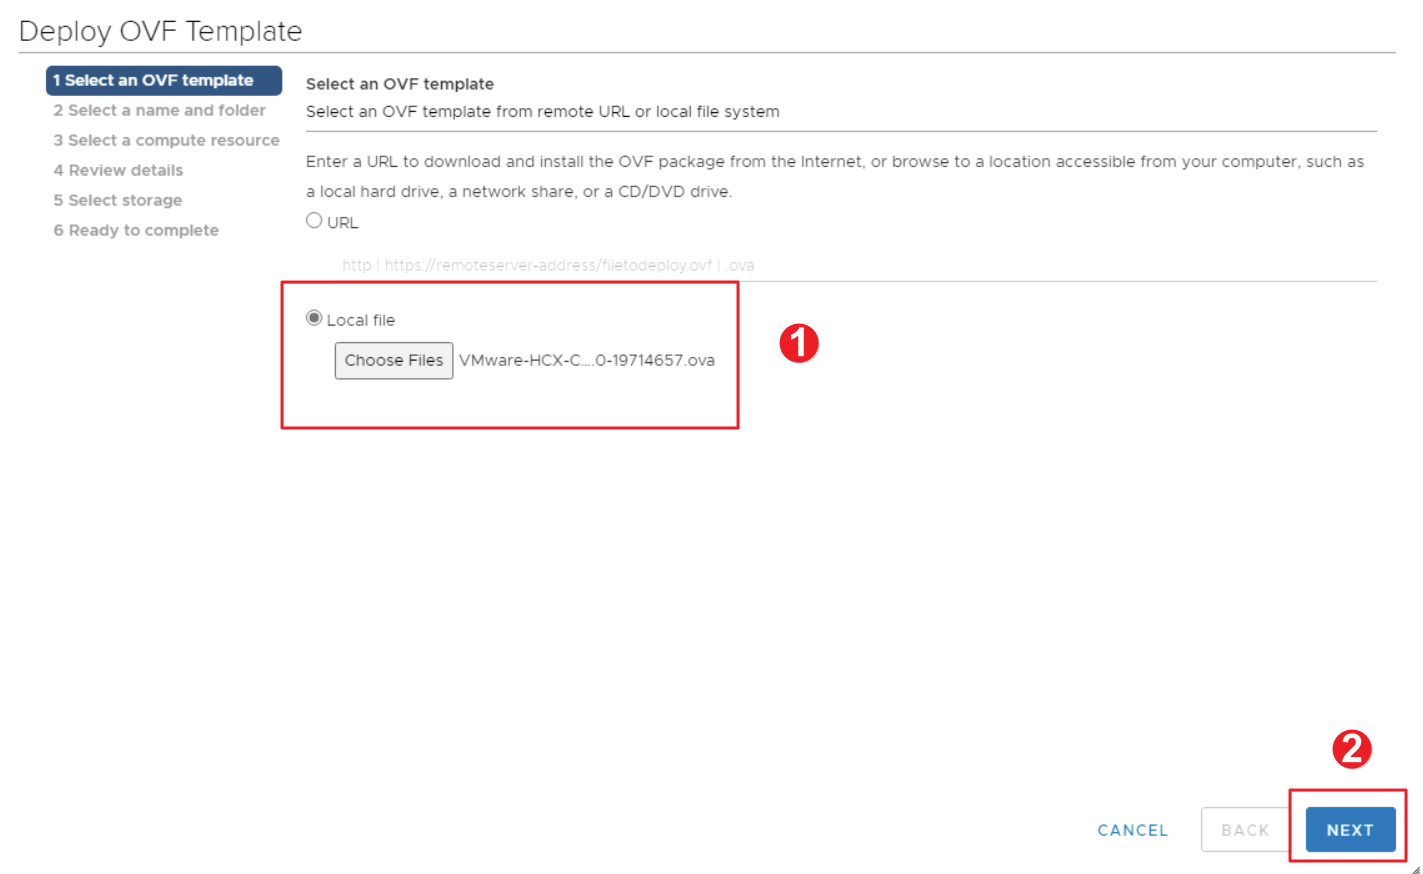 Deploy OVF Template
1 Select an OVF template
2 Select a name and folder
3 Select a compute resource
4 Review details
5 Select storage
6 Ready to complete
Select an OVF template
Select an OVF template from remote URL or local file system
Enter a URL to download and install the OVF package from the Internet, or browse to a location accessible from your computer, such as
a local hard drive, a network share, or a CD/DVD drive.
URL
http | https://remoteserver-address/filetodeploy.ovf | .ova
Local file
Choose Files VMware-HCX-C....0-19714657.ova
1
2
CANCEL BACK NEXT